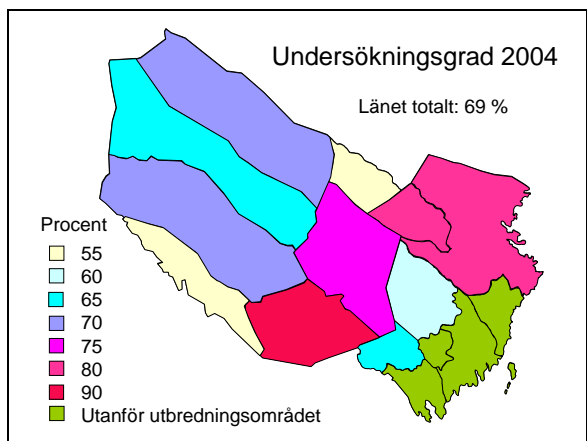 Undersökningsgrad 2004
Länet totalt: 69 %
Procent
55
60
65
70
75
80
90
Utanför utbredningsområdet